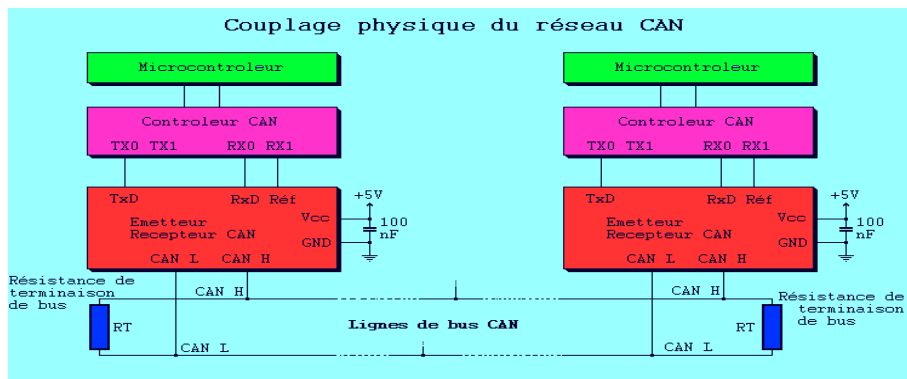 Couplage physique du réseau CAN
Microcontroleur
Microcontroleur
Controleur CAN
Controleur CAN
TX0 TX1 RX0 RX1
TX0 TX1 RX0 RX1
TxD RxD Réf
TxD RxD Réf
+5V
+5V
Emetteur
Recepteur CAN
Vcc
GND
100
nF
Emetteur
Recepteur CAN
Vcc
GND
100
nF
CAN L CAN H
CAN L CAN H
Résistance de
terminaison
de bus
CAN H
CAN H
Résistance de
terminaison
de bus
RT
Lignes de bus CAN
RT
CAN L
CAN L